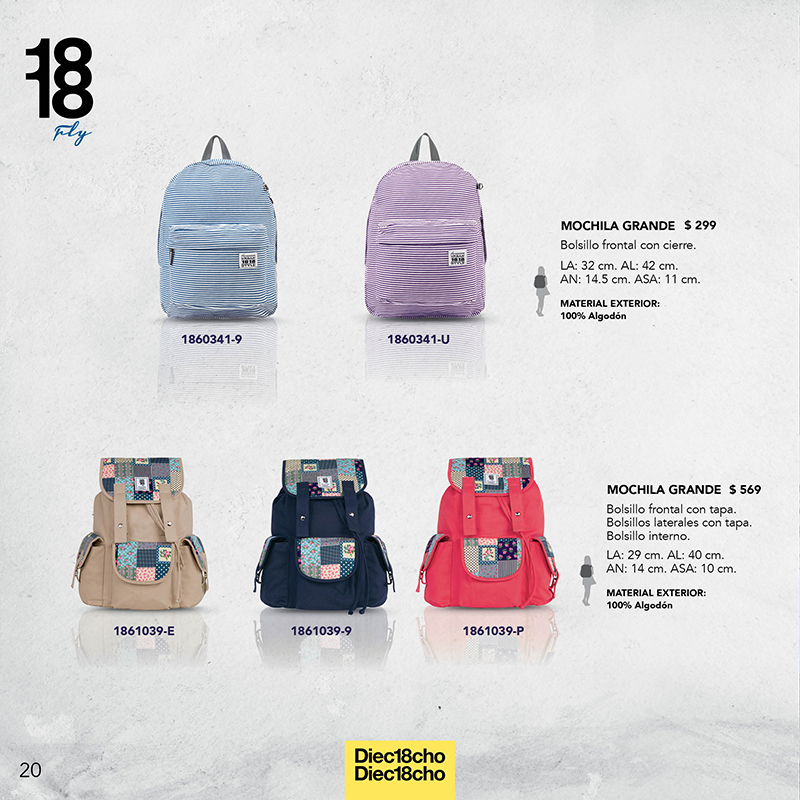 18
18
Fly
1860341-9
1860341-U
MOCHILA GRANDE $ 299
Bolsillo frontal con cierre.
LA: 32 cm. AL: 42 cm.
AN: 14.5 cm. ASA: 11 cm.
MATERIAL EXTERIOR:
100% Algodón
1861039-E
1861039-9
1861039-P
MOCHILA GRANDE $ 569
Bolsillo frontal con tapa.
Bolsillos laterales con tapa.
Bolsillo interno.
LA: 29 cm. AL: 40 cm.
AN: 14 cm. ASA: 10 cm.
MATERIAL EXTERIOR:
100% Algodón
Diec18cho
Diec18cho
20